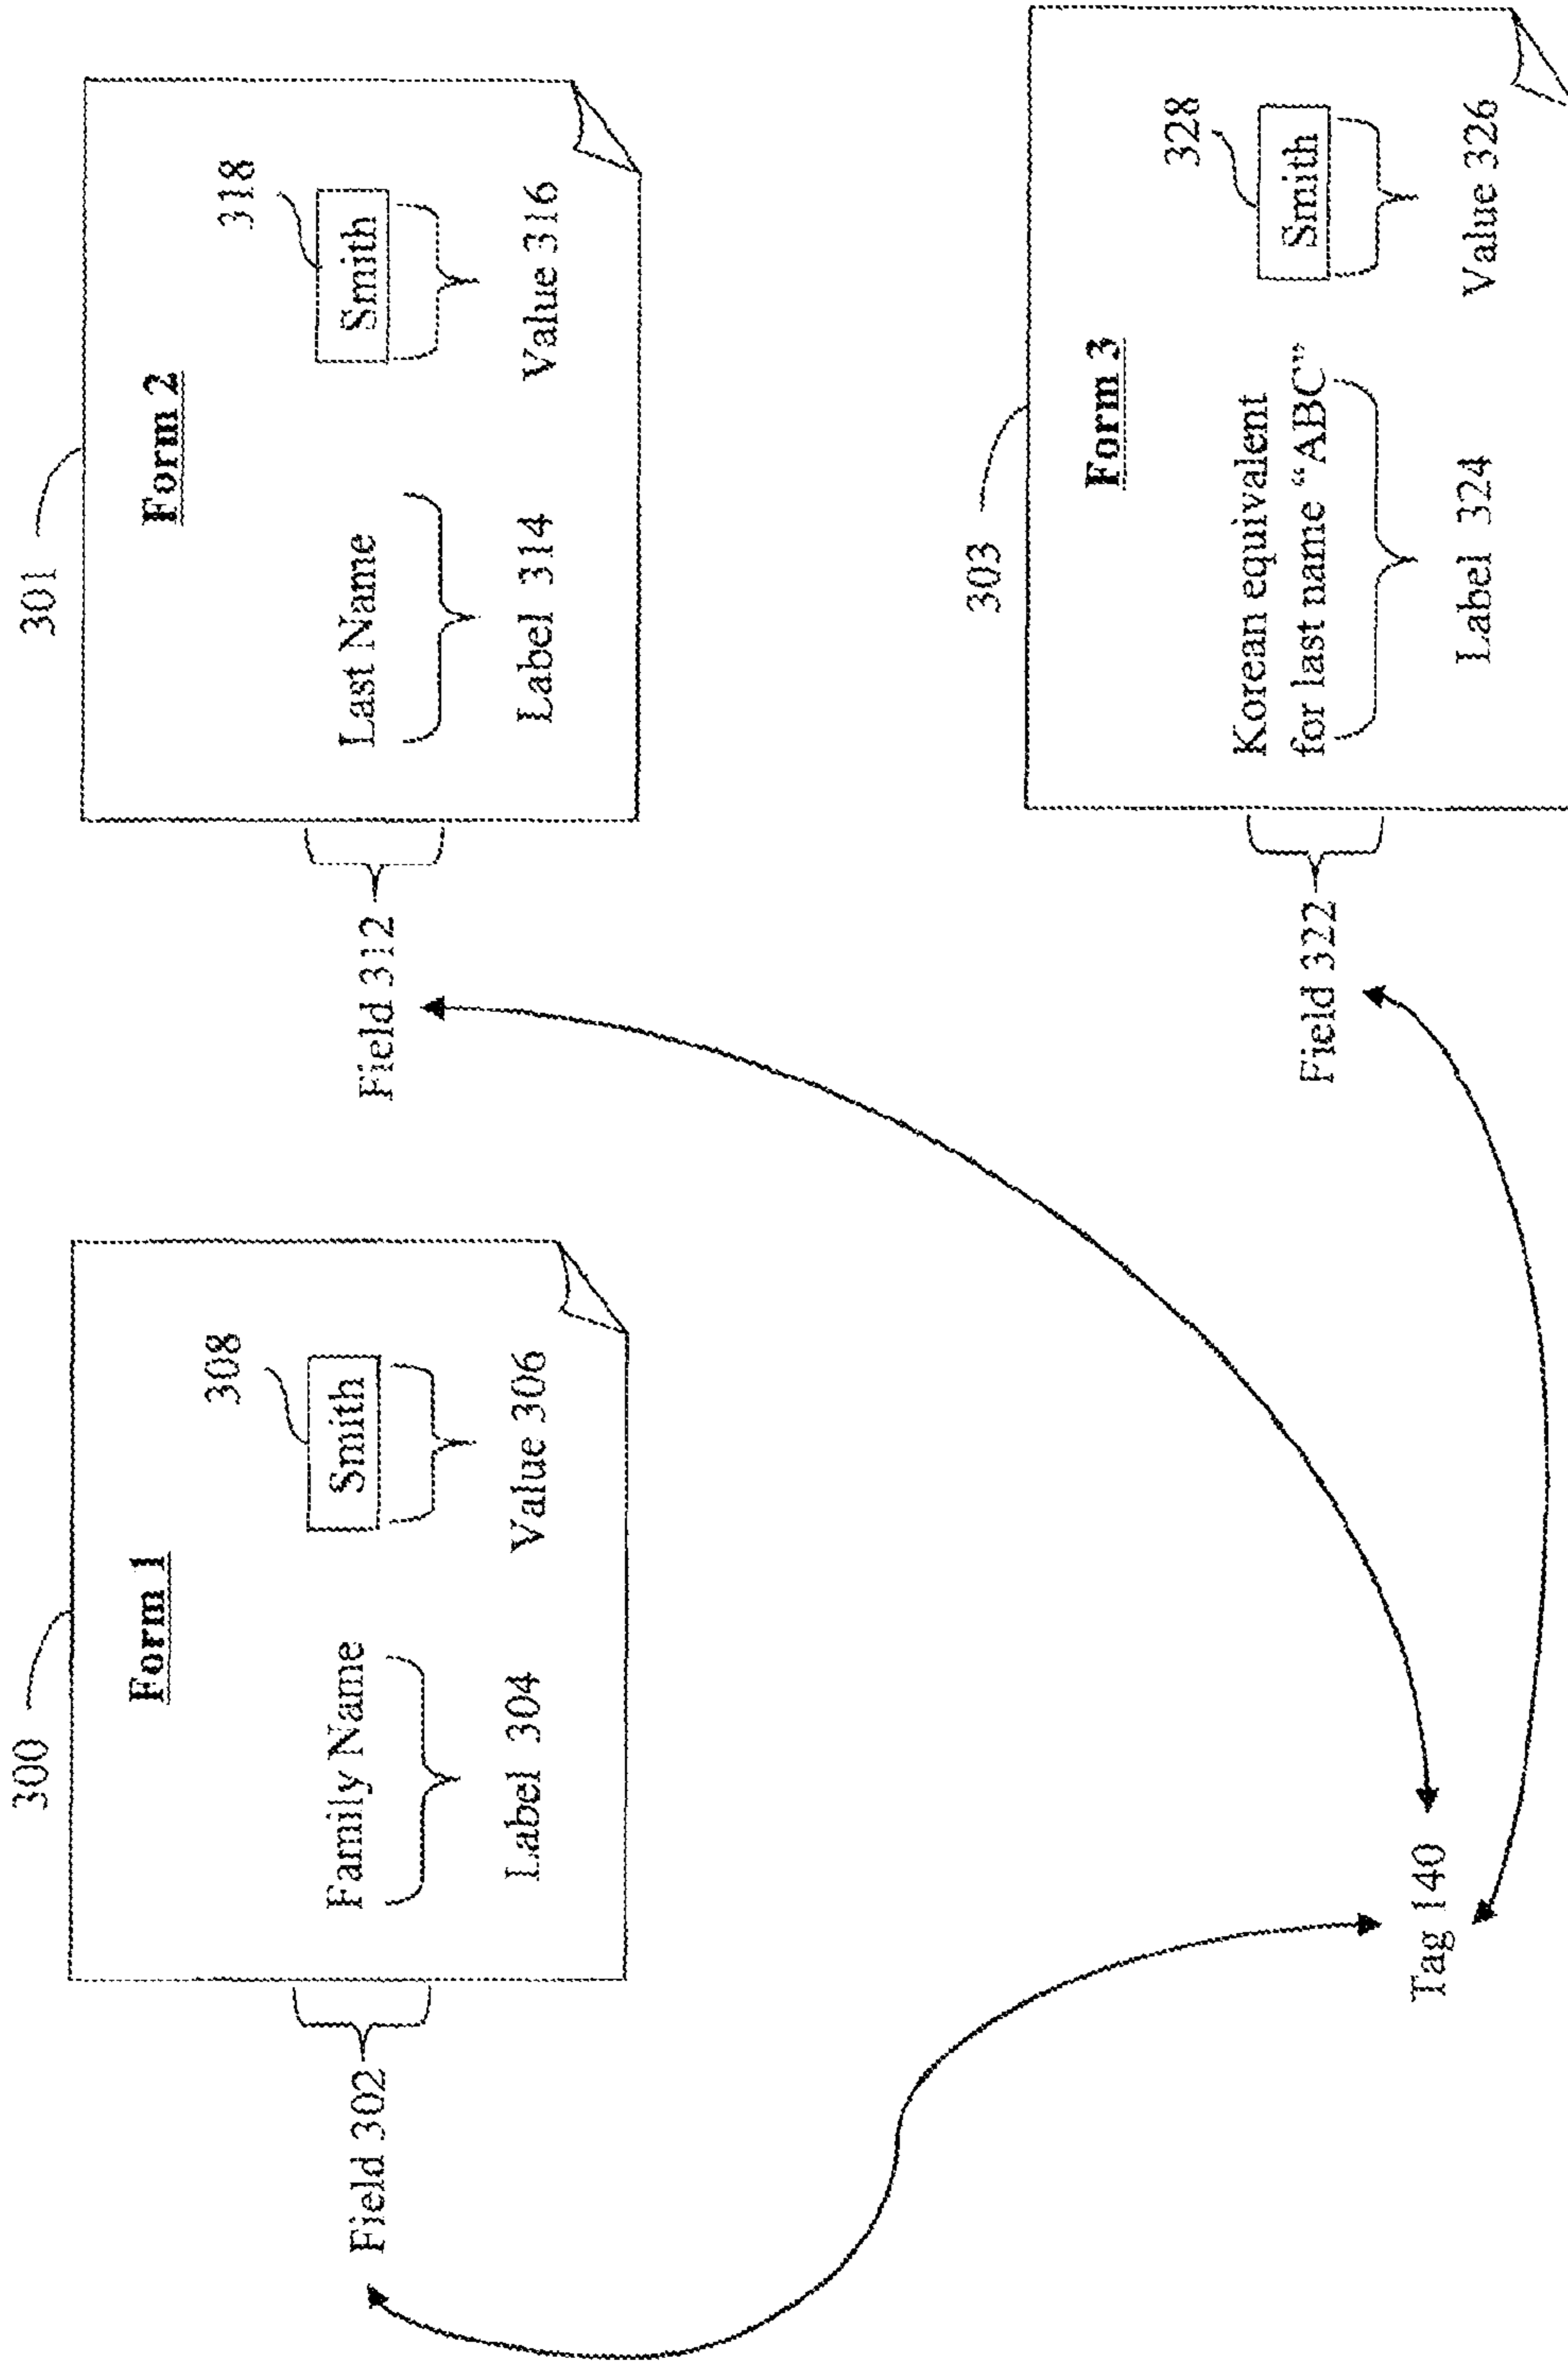 300
Form 1
308
Family Name
Smith
Label 304
Value 306
Field 302
301
Form 2
318
Last Name
Smith
Label 314
Value 316
Field 312
303
Form 3
328
Korean equivalent
for last name “ABC”
Smith
Label 324
Value 326
Field 322
Tag 140